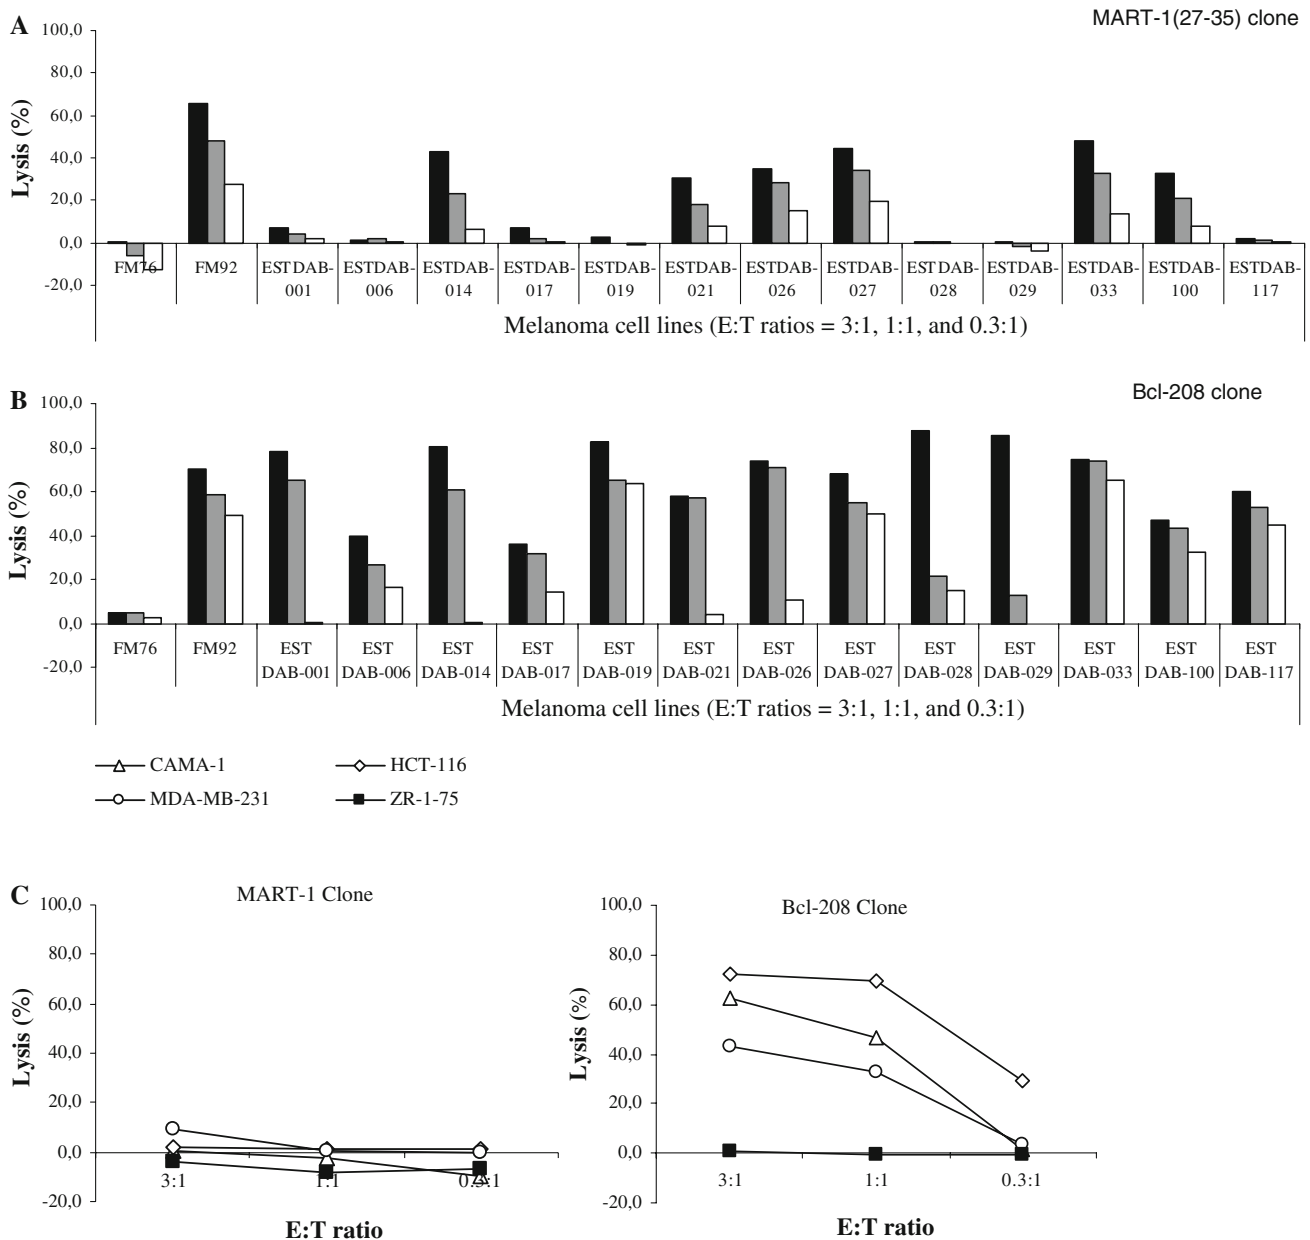 A
MART-1(27-35) clone
100,0
80,0
60,0
40,0
20,0
0,0
-20,0
Lysis (%)
FM76 FM92 ESTDAB-001 ESTDAB-006 ESTDAB-014 ESTDAB-017 ESTDAB-019 ESTDAB-021 ESTDAB-026 ESTDAB-027 ESTDAB-028 ESTDAB-029 ESTDAB-033 ESTDAB-100 ESTDAB-117
Melanoma cell lines (E:T ratios = 3:1, 1:1, and 0.3:1)
B
Bcl-208 clone
100,0
80,0
60,0
40,0
20,0
0,0
-20,0
Lysis (%)
FM76 FM92 EST DAB-001 EST DAB-006 EST DAB-014 EST DAB-017 EST DAB-019 EST DAB-021 EST DAB-026 EST DAB-027 EST DAB-028 EST DAB-029 EST DAB-033 EST DAB-100 EST DAB-117
Melanoma cell lines (E:T ratios = 3:1, 1:1, and 0.3:1)
CAMA-1 HCT-116
MDA-MB-231 ZR-1-75
C
MART-1 Clone
100,0
80,0
60,0
40,0
20,0
0,0
-20,0
Lysis (%)
3:1 1:1 0.3:1
E:T ratio
Bcl-208 Clone
100,0
80,0
60,0
40,0
20,0
0,0
-20,0
Lysis (%)
3:1 1:1 0.3:1
E:T ratio